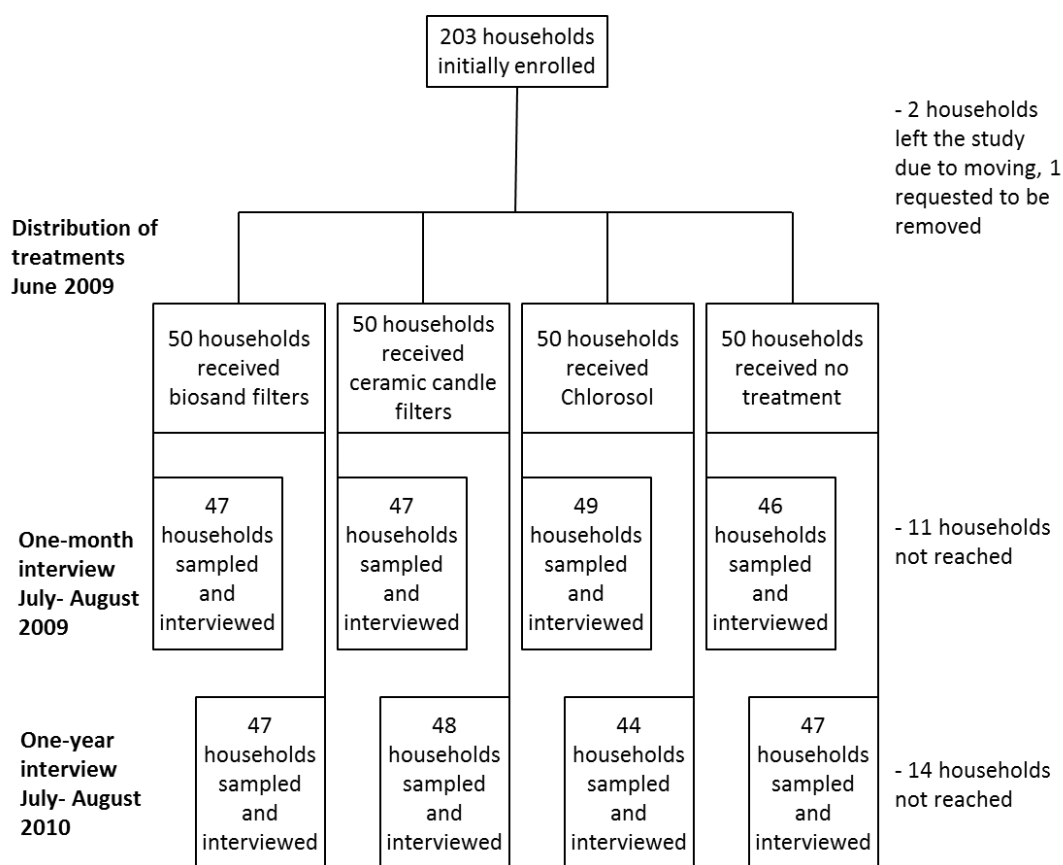 203 households
initially enrolled
- 2 households
left the study
due to moving, 1
requested to be
removed
Distribution of
treatments
June 2009
50 households
received
biosand filters
50 households
received
ceramic candle
filters
50 households
received
Chlorosol
50 households
received no
treatment
One-month
interview
July- August
2009
47
households
sampled
and
interviewed
47
households
sampled
and
interviewed
49
households
sampled
and
interviewed
46
households
sampled
and
interviewed
- 11 households
not reached
One-year
interview
July- August
2010
47
households
sampled
and
interviewed
48
households
sampled
and
interviewed
44
households
sampled
and
interviewed
47
households
sampled
and
interviewed
- 14 households
not reached